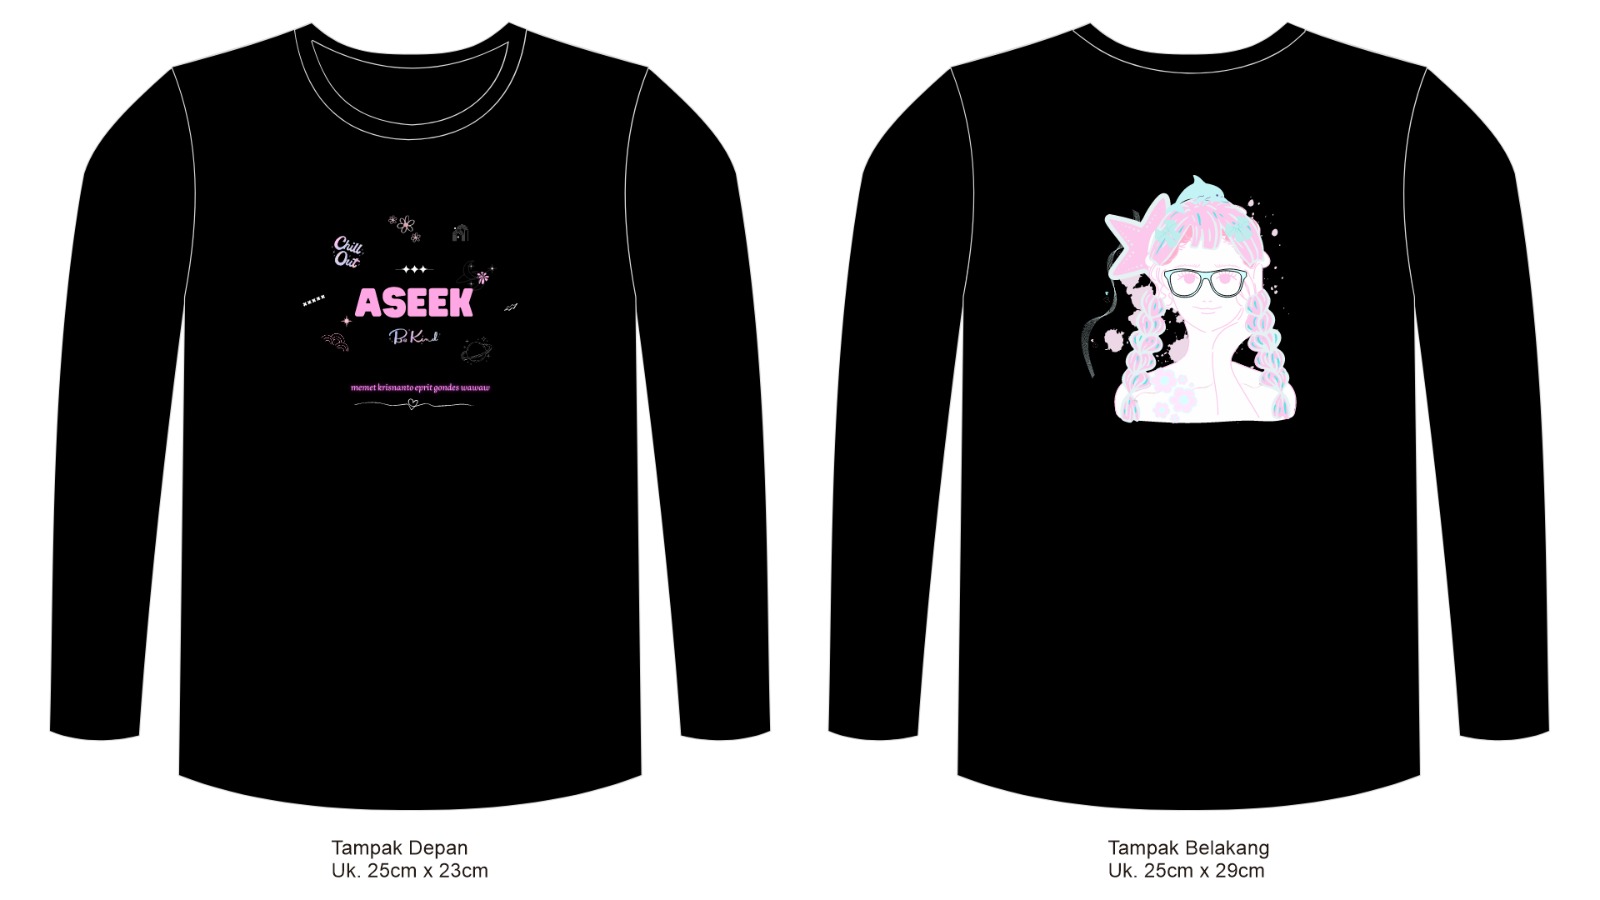 Chill
Out
ASEEK
Be Kind
memet krisnanto eprit gondes wawaw
Tampak Depan
Uk. 25cm x 23cm
Tampak Belakang
Uk. 25cm x 29cm